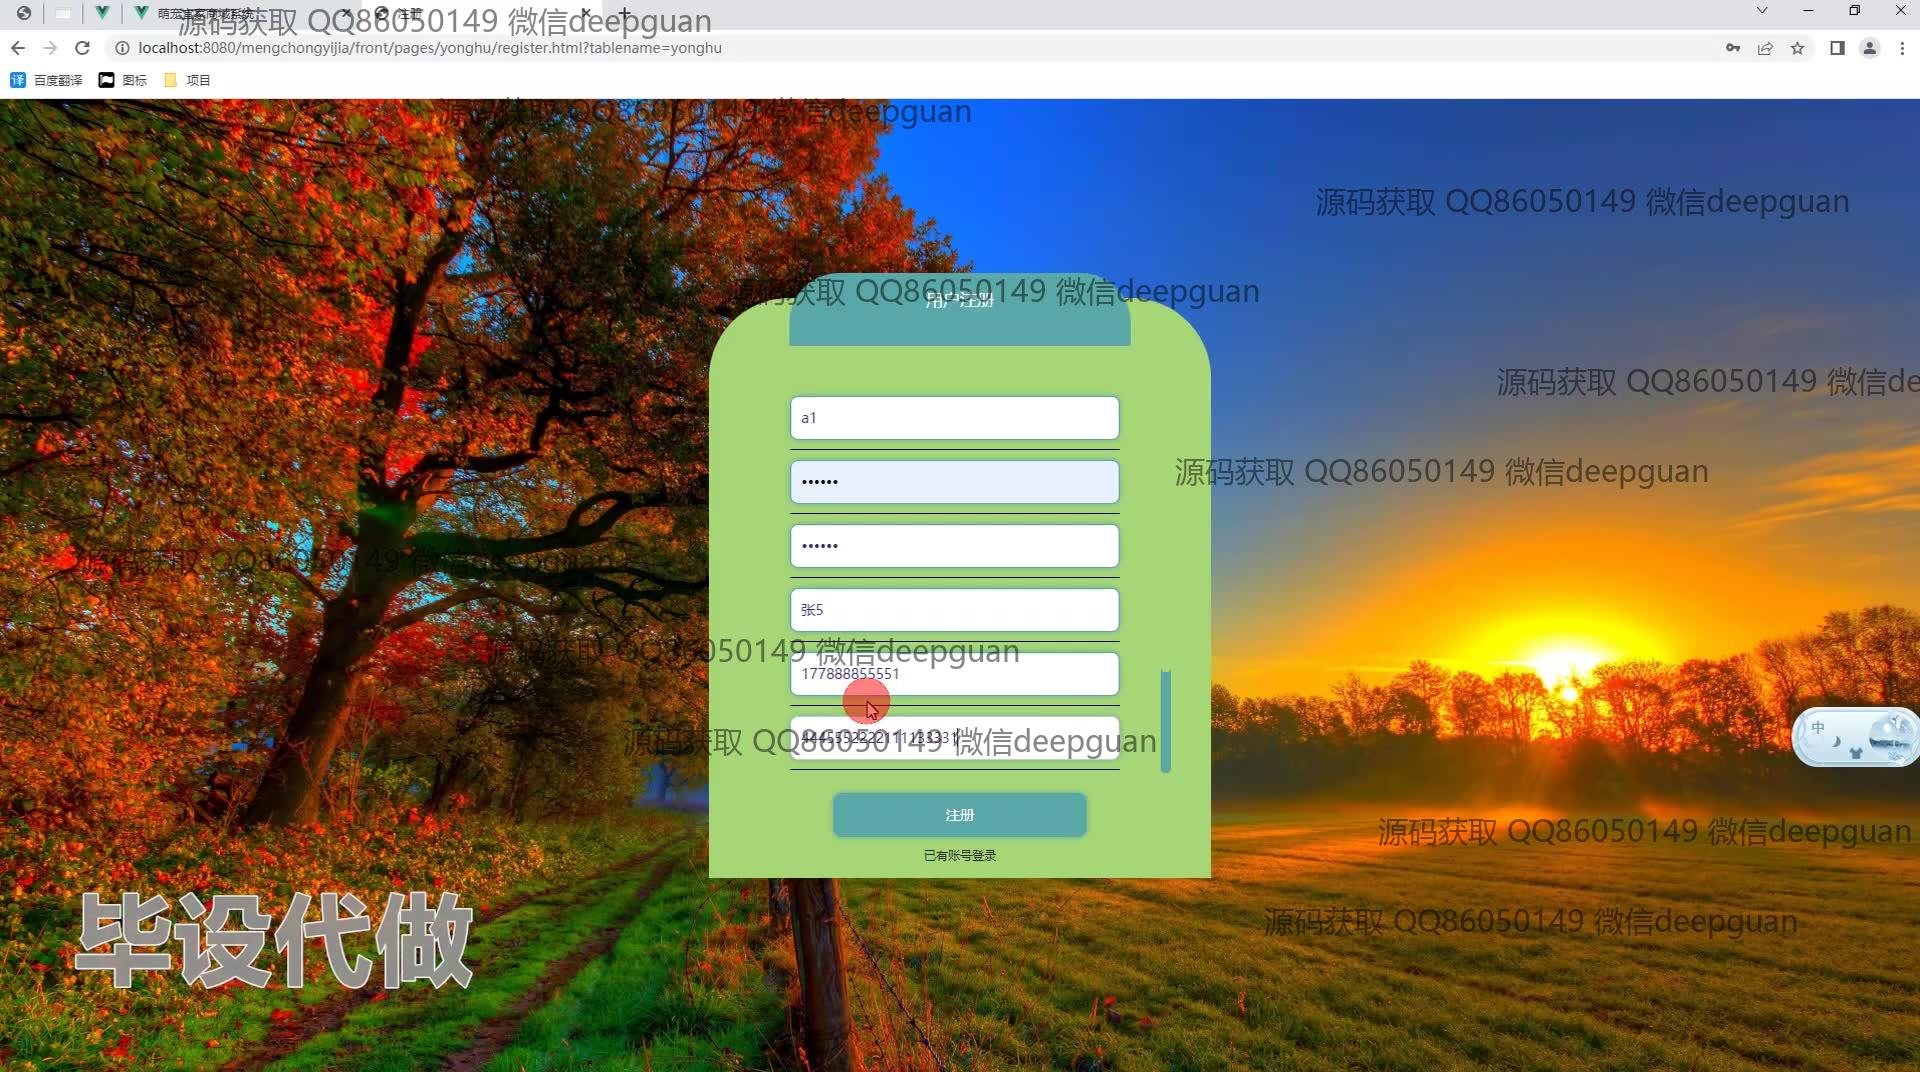 萌宠宜家商城系统
注册
源码获取 QQ86050149 微信deepguan
localhost:8080/mengchongyijia/front/pages/yonghu/register.html?tablename=yonghu
译 百度翻译 图标 项目
源码获取 QQ86050149 微信deepguan
源码获取 QQ86050149 微信deepguan
用户注册
源码获取 QQ86050149 微信deepguan
源码获取 QQ86050149 微信de
a1
源码获取 QQ86050149 微信deepguan
••••••
••••••
源码获取 QQ86050149 微信deepguan
张5
源码获取 QQ86050149 微信deepguan
177888855551
中
源码获取 QQ86050149 微信deepguan
注册
源码获取 QQ86050149 微信deepguan
已有账号登录
源码获取 QQ86050149 微信deepguan
毕设代做